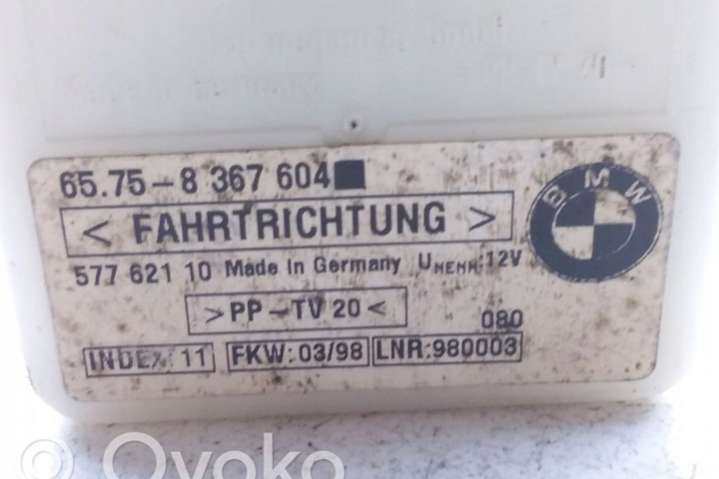 65.75-8 367 604■
< FAHRTRICHTUNG >
577 621 10 Made in Germany UNENN:12V
>PP-TV 20<
080
INDEX: 11 FKW: 03/98 LNR:980003
BMW
Ovoko